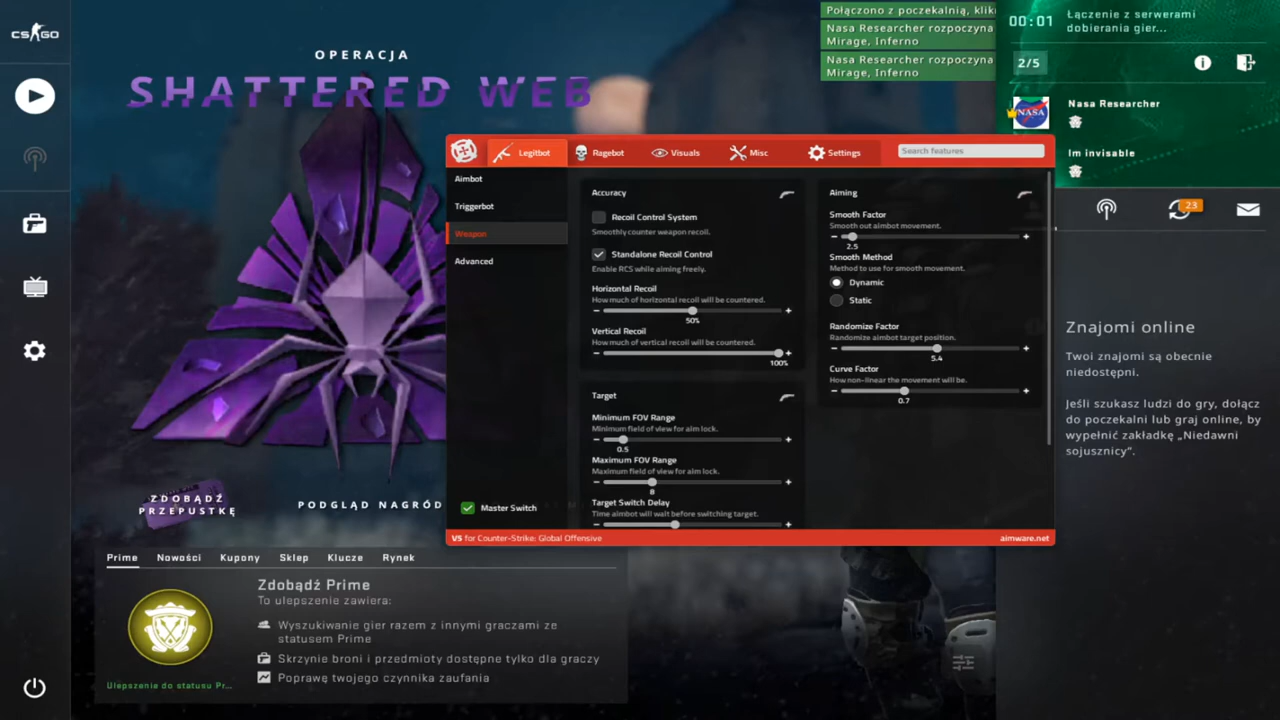 CS:GO
OPERACJA
SHATTERED WEB
ZDOBĄDŹ
PRZEPUSTKĘ
PODGLĄD NAGRÓD
Połączono z poczekalnią, klik
Nasa Researcher rozpoczyna
Mirage, Inferno
Nasa Researcher rozpoczyna
Mirage, Inferno
00:01
Łączenie z serwerami
dobierania gier...
2/5
NASA
Nasa Researcher
Im invisable
23
Znajomi online
Twoi znajomi są obecnie
niedostępni.
Jeśli szukasz ludzi do gry, dołącz
do poczekalni lub graj online, by
wypełnić zakładkę „Niedawni
sojusznicy”.
Legitbot
Ragebot
Visuals
Misc
Settings
Search features
Aimbot
Triggerbot
Weapon
Advanced
Master Switch
Accuracy
Recoil Control System
Smoothly counter weapon recoil.
Standalone Recoil Control
Enable RCS while aiming freely.
Horizontal Recoil
How much of horizontal recoil will be countered.
50%
Vertical Recoil
How much of vertical recoil will be countered.
100%
Target
Minimum FOV Range
Minimum field of view for aim lock.
0.5
Maximum FOV Range
Maximum field of view for aim lock.
8
Target Switch Delay
Time aimbot will wait before switching target.
Aiming
Smooth Factor
Smooth out aimbot movement.
2.5
Smooth Method
Method to use for smooth movement.
Dynamic
Static
Randomize Factor
Randomize aimbot target position.
5.4
Curve Factor
How non-linear the movement will be.
0.7
V5 for Counter-Strike: Global Offensive
aimware.net
Prime
Nowości
Kupony
Sklep
Klucze
Rynek
Zdobądź Prime
To ulepszenie zawiera:
Wyszukiwanie gier razem z innymi graczami ze
statusem Prime
Skrzynie broni i przedmioty dostępne tylko dla graczy
Poprawę twojego czynnika zaufania
Ulepszenie do statusu Pr...